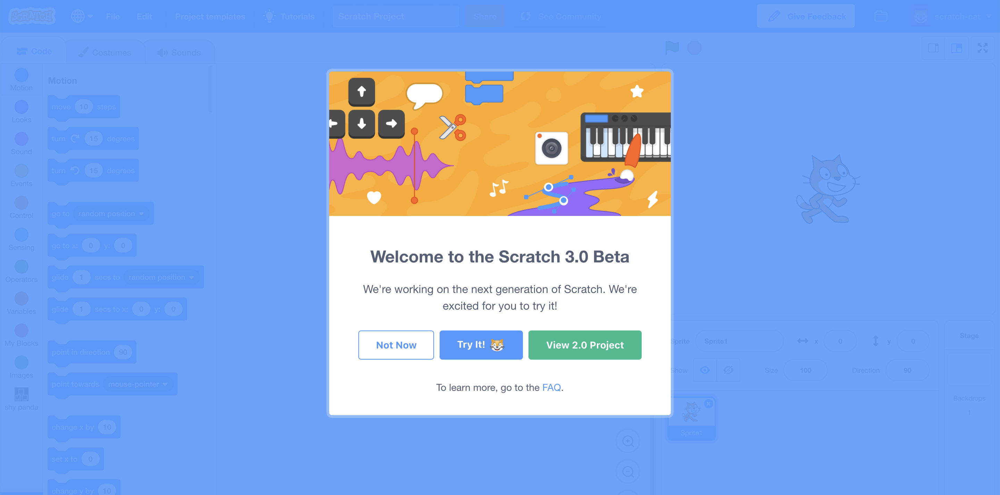 SCRATCH
File
Edit
Project templates
Tutorials
Scratch Project
Share
See Community
Give Feedback
scratch-cat
Code
Costumes
Sounds
Motion
Looks
Sound
Events
Control
Sensing
Operators
Variables
My Blocks
Images
shy panda
Motion
move 10 steps
turn 15 degrees
turn 15 degrees
go to random position
go to x: 0 y: 0
glide 1 secs to random position
glide 1 secs to x: 0 y: 0
point in direction 90
point towards mouse-pointer
change x by 10
set x to 0
change y by 10
Welcome to the Scratch 3.0 Beta
We're working on the next generation of Scratch. We're
excited for you to try it!
Not Now
Try It!
View 2.0 Project
To learn more, go to the FAQ.
Sprite Sprite1 x 0 y 0
Show Size 100 Direction 90
Sprite1
Stage
Backdrops
1